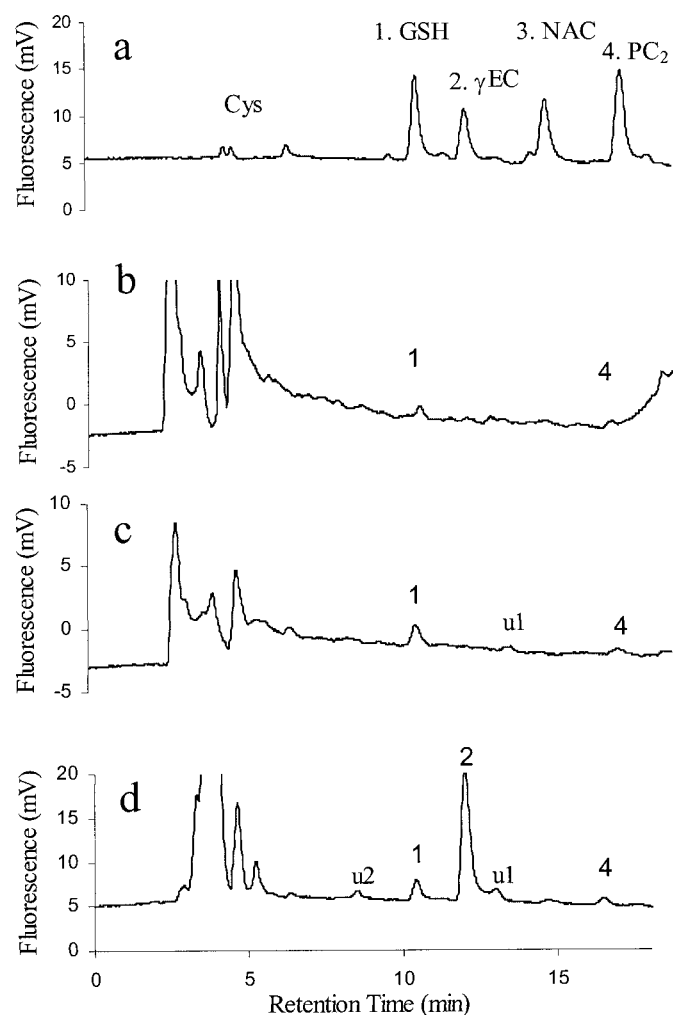 20
15
10
5
0
Fluorescence (mV)
a
Cys
1. GSH
2. γEC
3. NAC
4. PC₂
10
5
0
-5
Fluorescence (mV)
b
1
4
10
5
0
-5
Fluorescence (mV)
c
1
u1
4
20
15
10
5
0
Fluorescence (mV)
d
u2
1
2
u1
4
0 5 10 15
Retention Time (min)